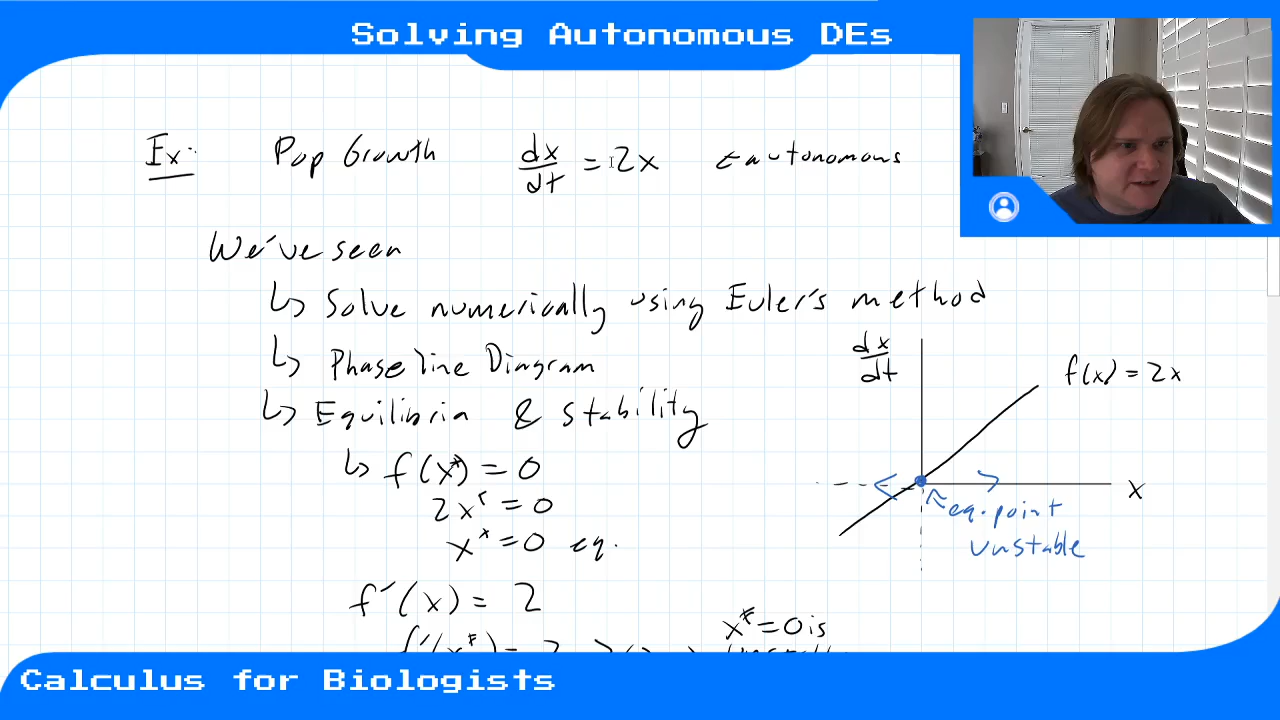 Solving Autonomous DEs
Ex: Pop Growth dx/dt = 2x ← autonomous
We've seen
↳ Solve numerically using Euler's method
↳ Phase line Diagram
↳ Equilibria & stability
↳ f(x*) = 0
2x* = 0
x* = 0 eq.
f'(x) = 2
f'(x*) = 2 > 0
dx/dt
f(x) = 2x
x
↖ eq. point
unstable
x* = 0 is
Calculus for Biologists